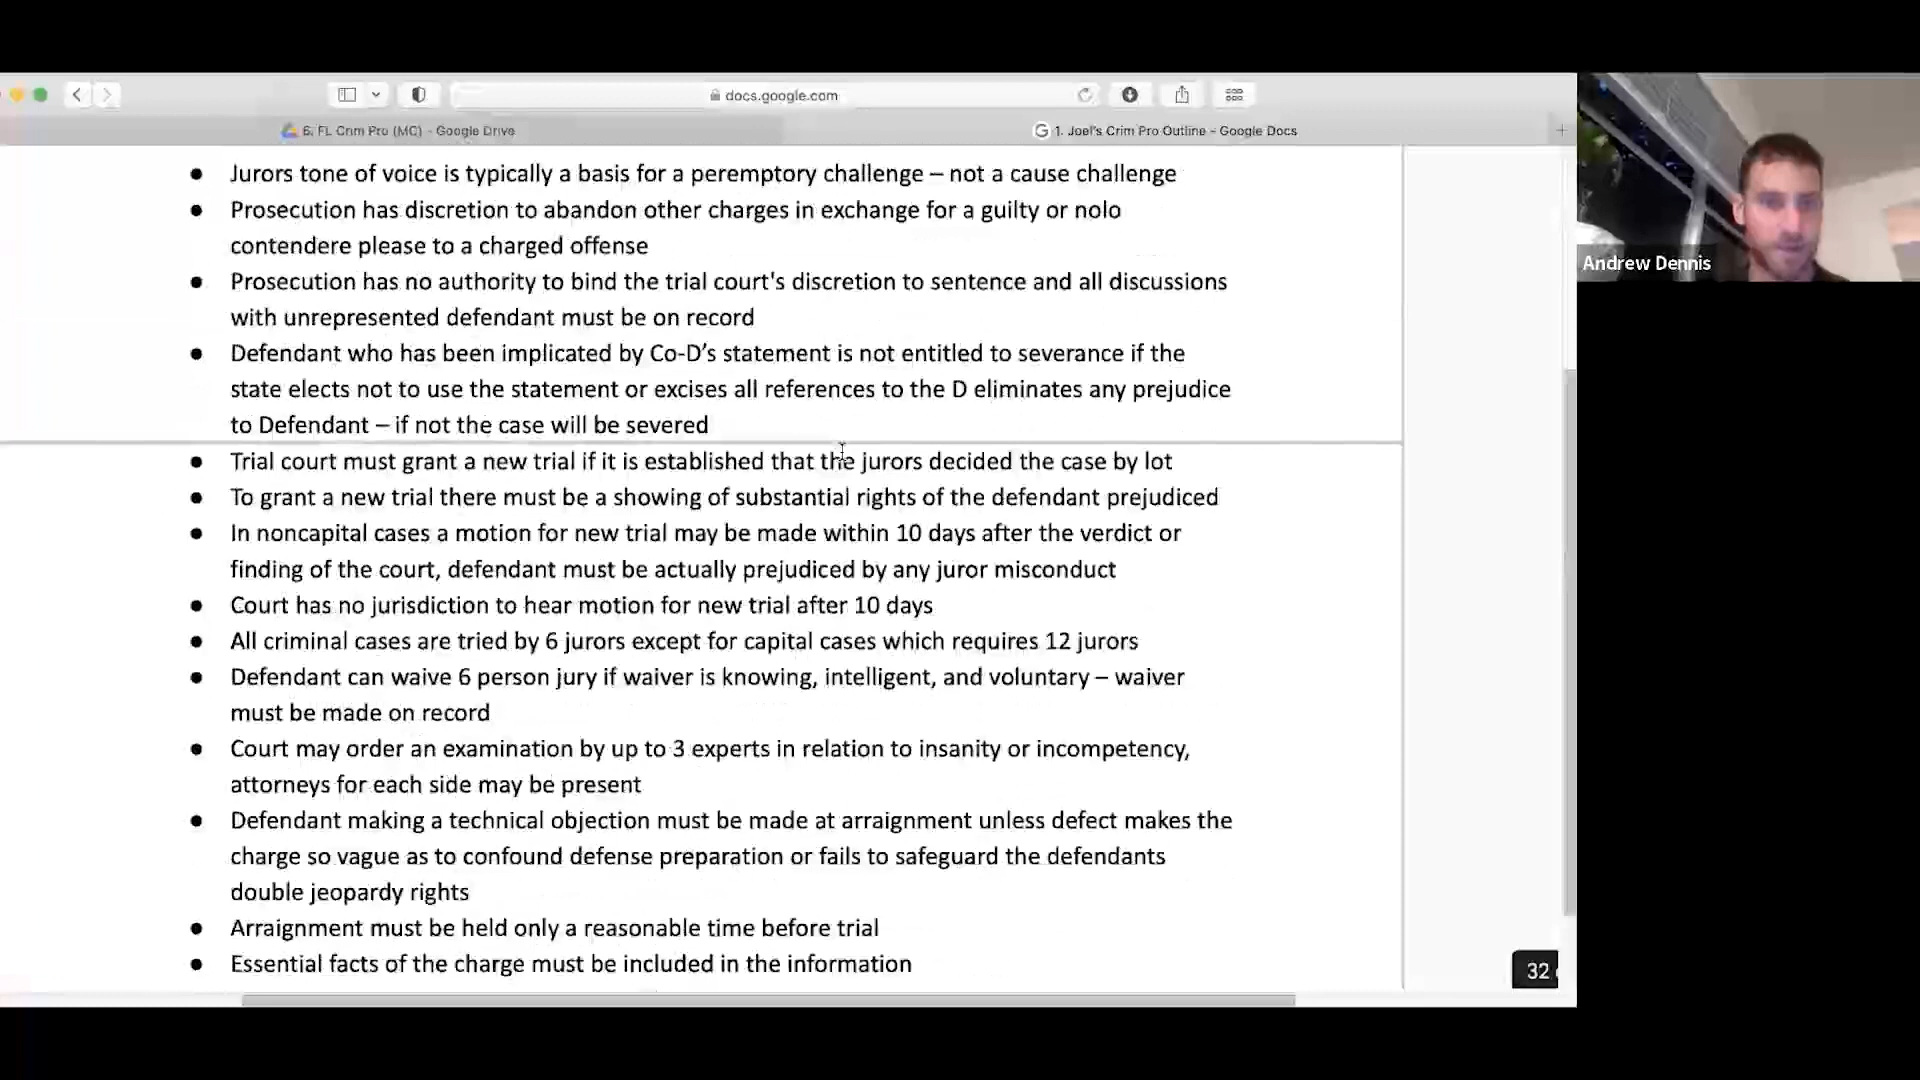 docs.google.com
6. FL Crim Pro (MC) - Google Drive
1. Joel's Crim Pro Outline - Google Docs
● Jurors tone of voice is typically a basis for a peremptory challenge – not a cause challenge
● Prosecution has discretion to abandon other charges in exchange for a guilty or nolo
contendere please to a charged offense
● Prosecution has no authority to bind the trial court's discretion to sentence and all discussions
with unrepresented defendant must be on record
● Defendant who has been implicated by Co-D’s statement is not entitled to severance if the
state elects not to use the statement or excises all references to the D eliminates any prejudice
to Defendant – if not the case will be severed
● Trial court must grant a new trial if it is established that the jurors decided the case by lot
● To grant a new trial there must be a showing of substantial rights of the defendant prejudiced
● In noncapital cases a motion for new trial may be made within 10 days after the verdict or
finding of the court, defendant must be actually prejudiced by any juror misconduct
● Court has no jurisdiction to hear motion for new trial after 10 days
● All criminal cases are tried by 6 jurors except for capital cases which requires 12 jurors
● Defendant can waive 6 person jury if waiver is knowing, intelligent, and voluntary – waiver
must be made on record
● Court may order an examination by up to 3 experts in relation to insanity or incompetency,
attorneys for each side may be present
● Defendant making a technical objection must be made at arraignment unless defect makes the
charge so vague as to confound defense preparation or fails to safeguard the defendants
double jeopardy rights
● Arraignment must be held only a reasonable time before trial
● Essential facts of the charge must be included in the information
32
Andrew Dennis